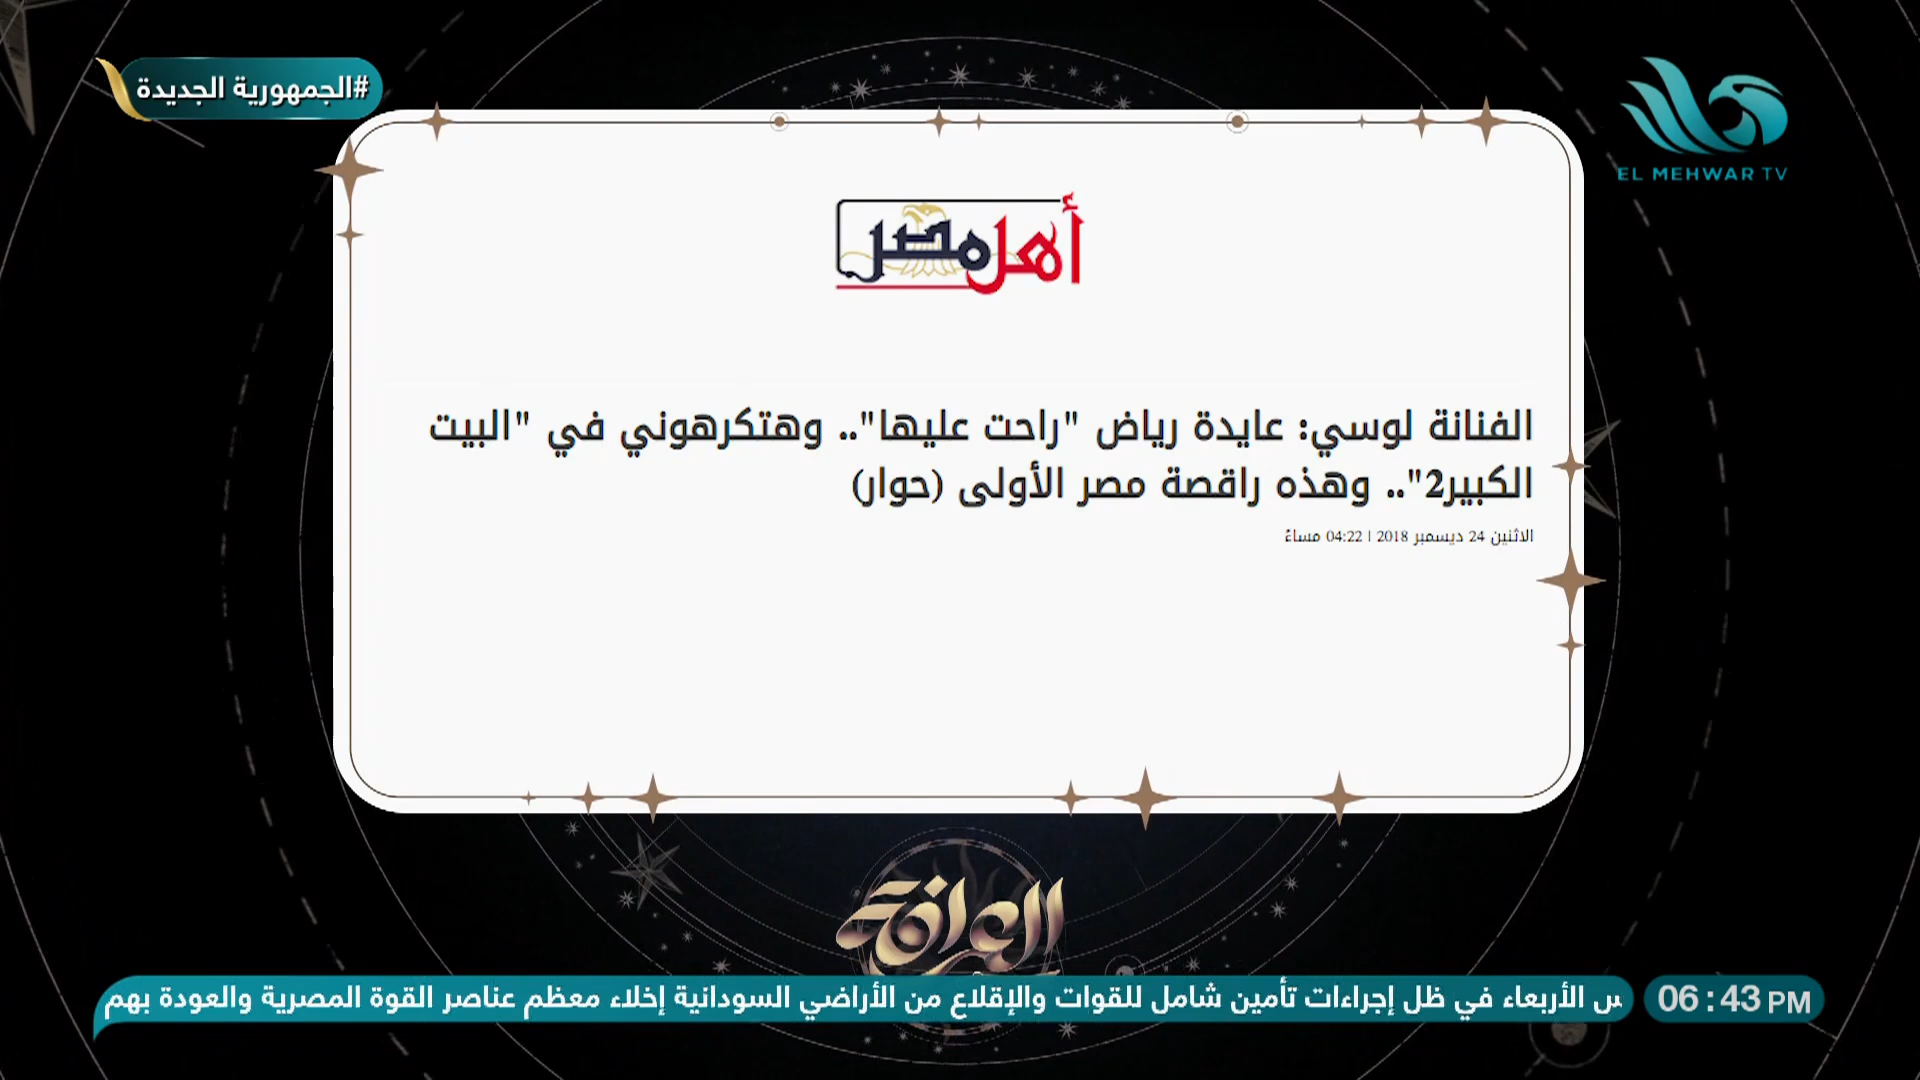 #الجمهورية الجديدة
EL MEHWAR TV
أهل مصر
الفنانة لوسي: عايدة رياض "راحت عليها".. وهتكرهوني في "البيت
الكبير2".. وهذه راقصة مصر الأولى (حوار)
الاثنين 24 ديسمبر 2018 | 04:22 مساءً
العرافة
س الأربعاء في ظل إجراءات تأمين شامل للقوات والإقلاع من الأراضي السودانية إخلاء معظم عناصر القوة المصرية والعودة بهم
06:43 PM